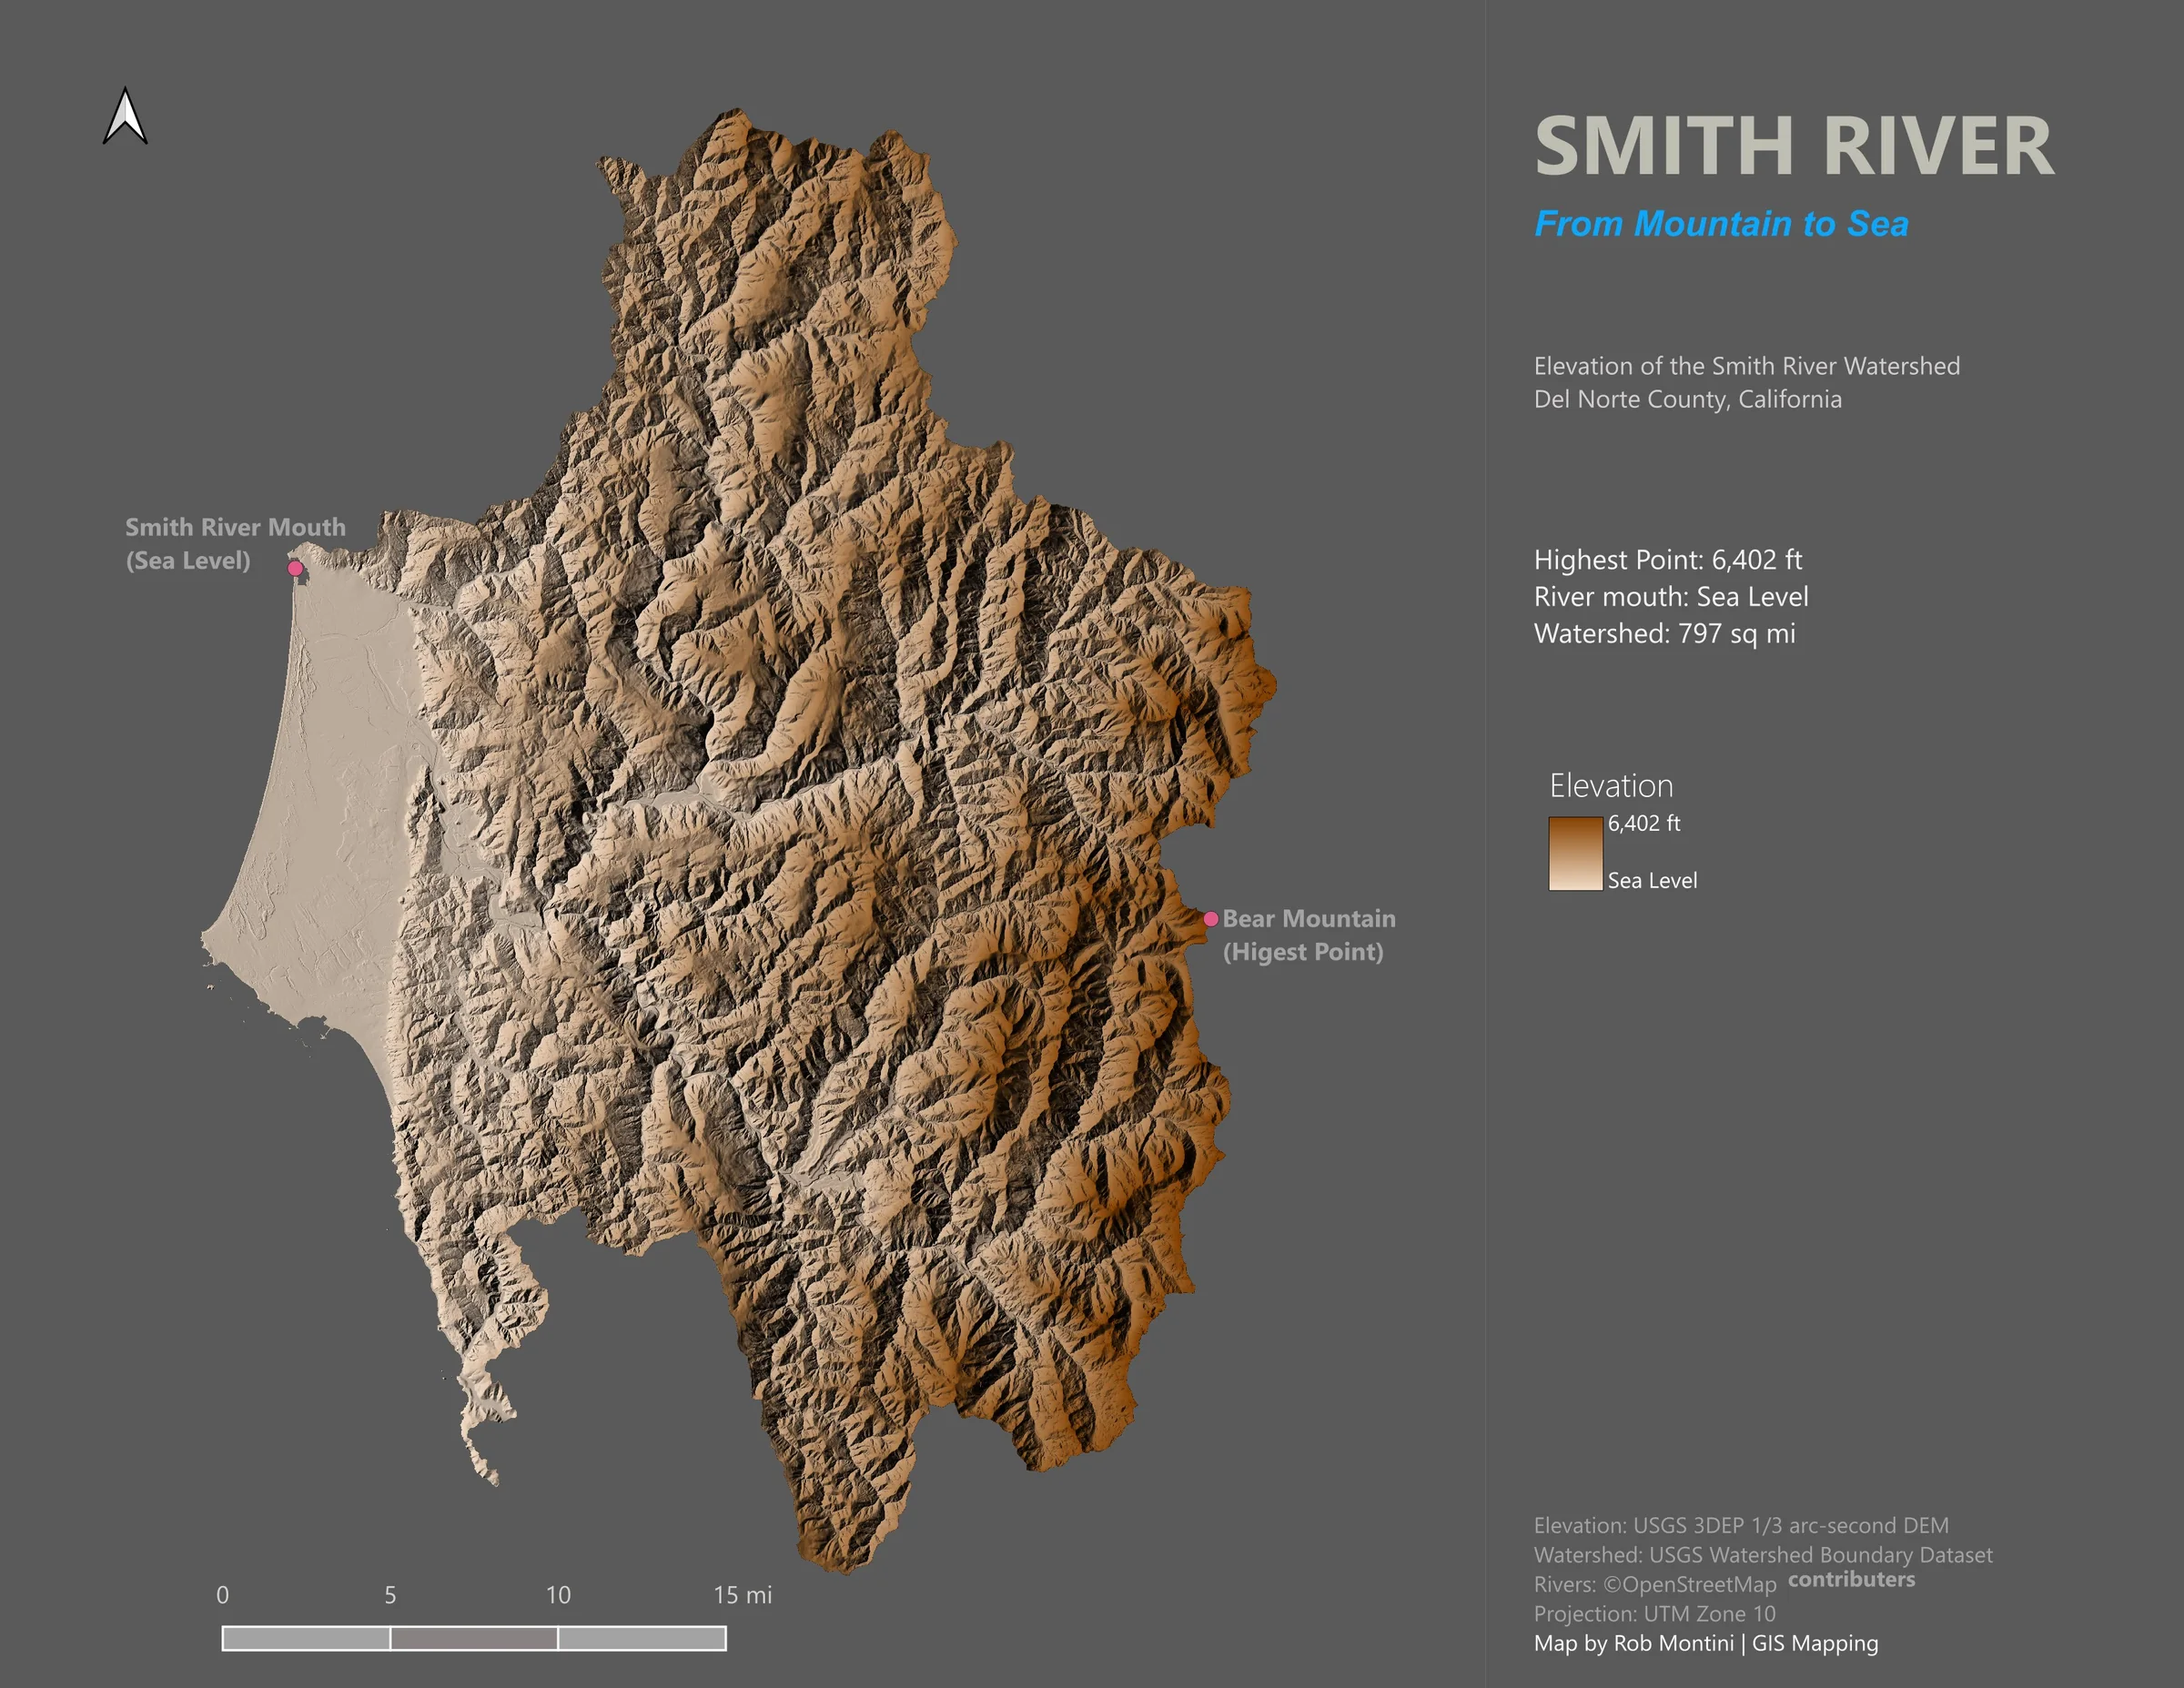 SMITH RIVER
From Mountain to Sea
Elevation of the Smith River Watershed
Del Norte County, California
Smith River Mouth
(Sea Level)
Highest Point: 6,402 ft
River mouth: Sea Level
Watershed: 797 sq mi
Elevation
6,402 ft
Sea Level
Bear Mountain
(Higest Point)
0 5 10 15 mi
Elevation: USGS 3DEP 1/3 arc-second DEM
Watershed: USGS Watershed Boundary Dataset
Rivers: ©OpenStreetMap contributers
Projection: UTM Zone 10
Map by Rob Montini | GIS Mapping